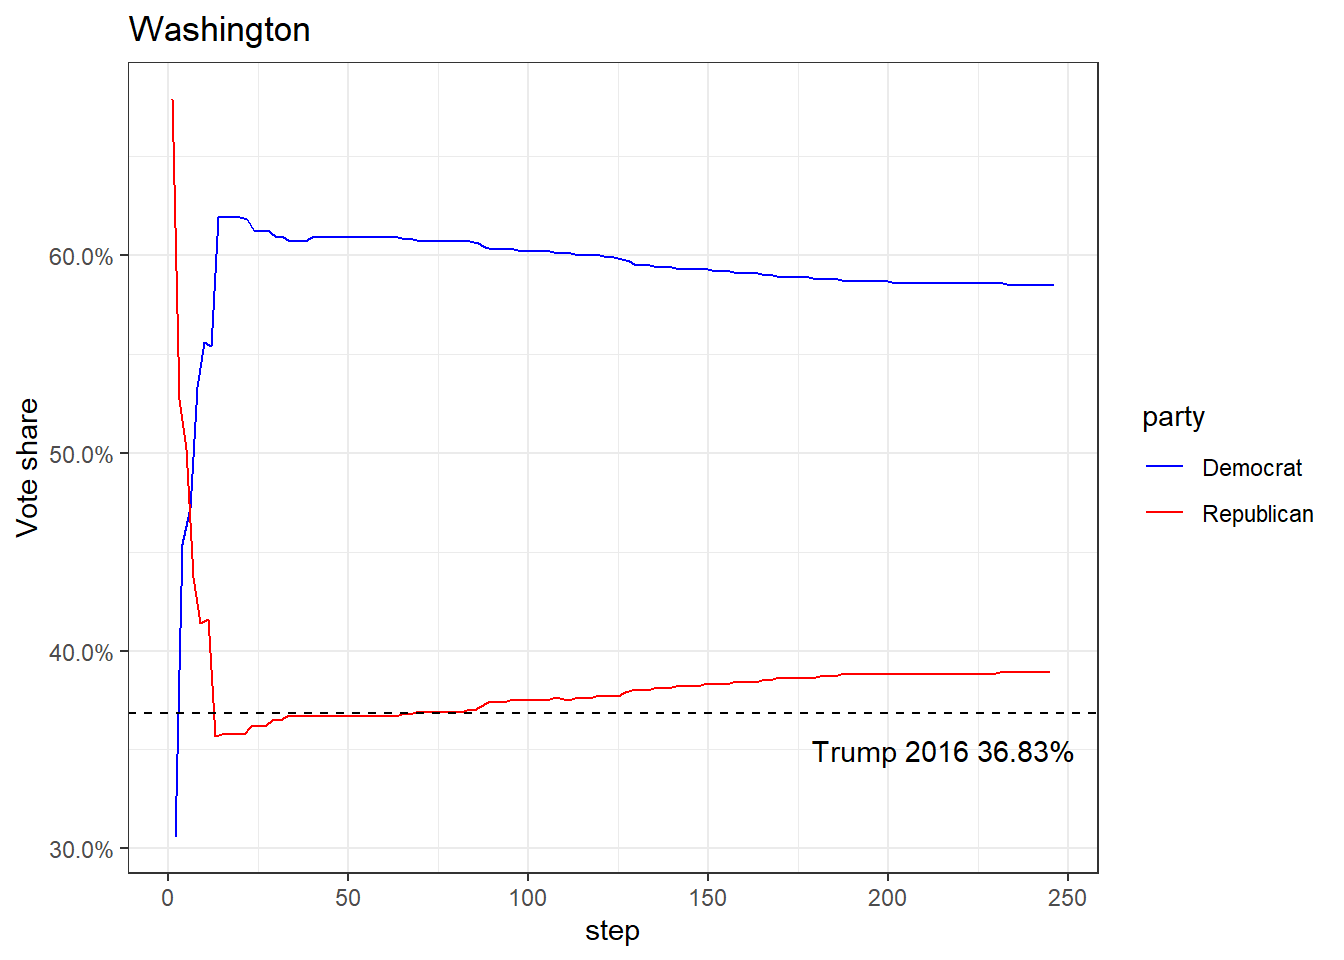 Washington
Vote share
60.0%
50.0%
40.0%
30.0%
Trump 2016 36.83%
0 50 100 150 200 250
step
party
Democrat
Republican